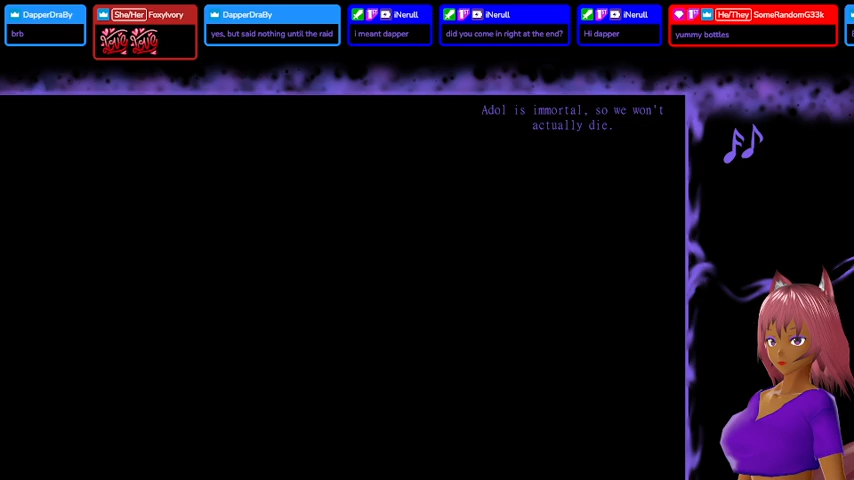 DapperDraBy
brb
She/Her FoxyIvory
Love Love
DapperDraBy
yes, but said nothing until the raid
iNerull
i meant dapper
iNerull
did you come in right at the end?
iNerull
Hi dapper
He/They SomeRandomG33k
yummy bottles
Adol is immortal, so we won't
actually die.